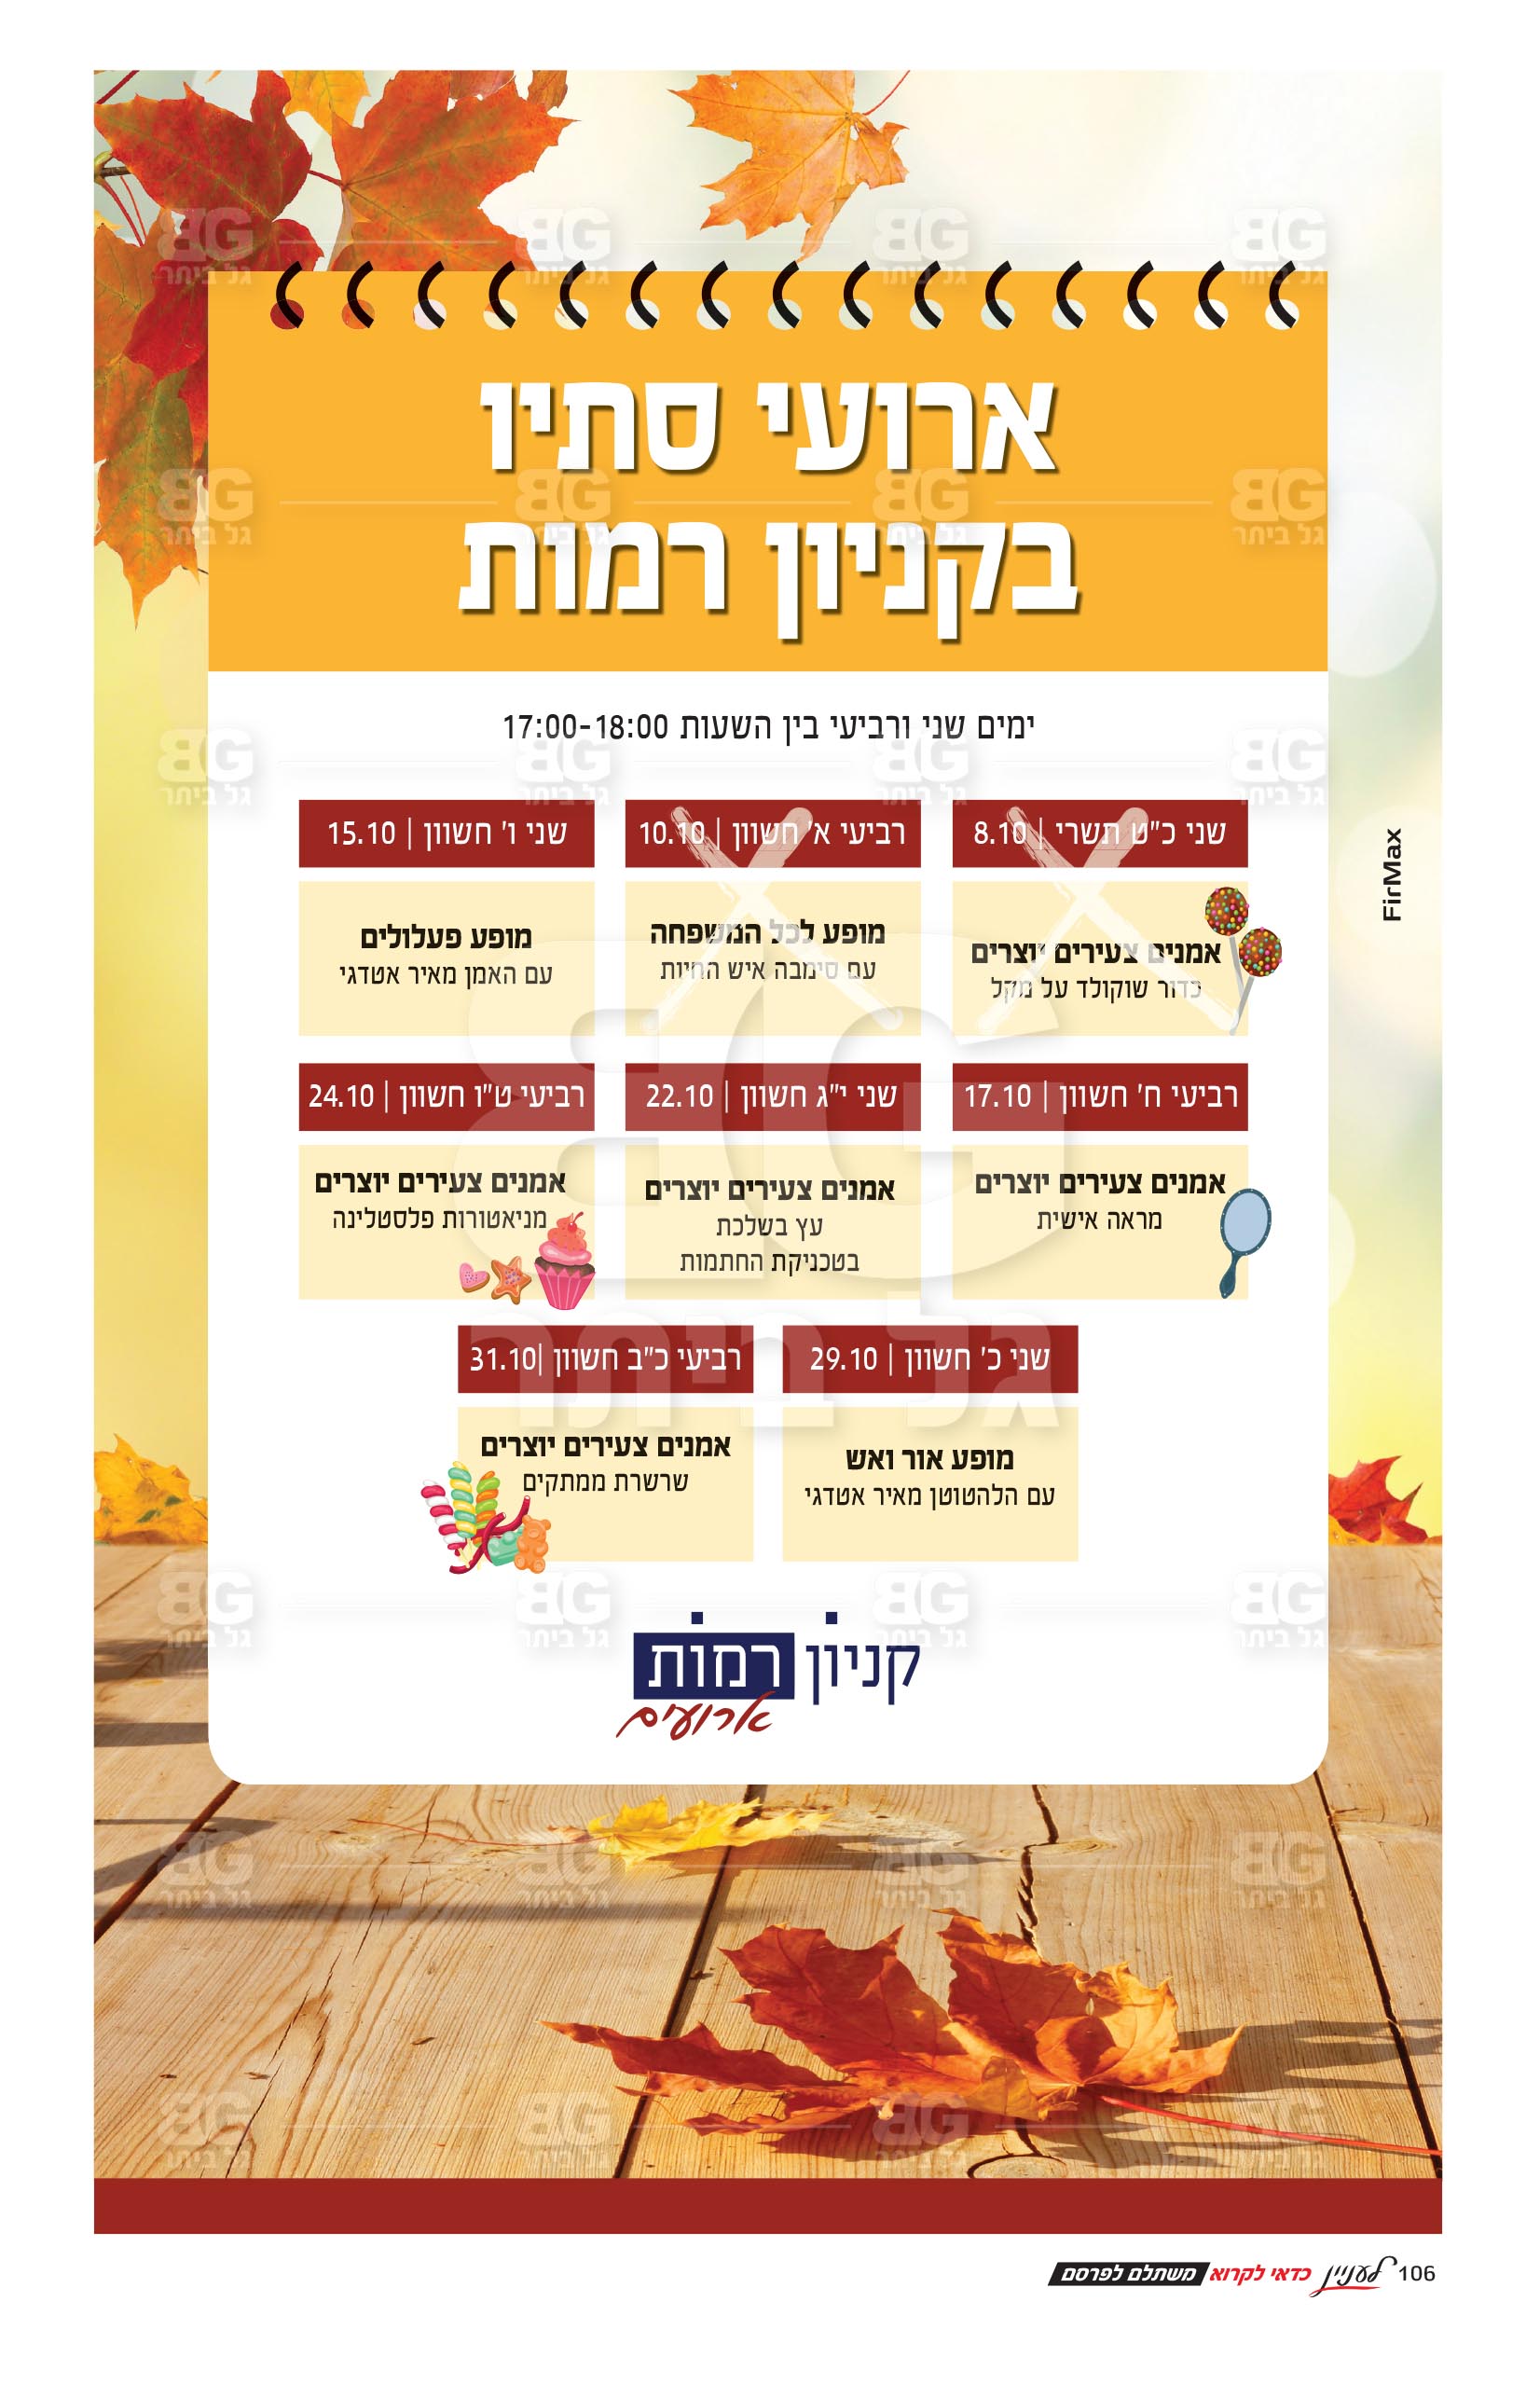 ארועי סתיו
בקניון רמות
ימים שני ורביעי בין השעות 17:00-18:00
שני כ"ט תשרי | 8.10
אמנים צעירים יוצרים
כדור שוקולד על מקל
רביעי א' חשוון | 10.10
מופע לכל המשפחה
עם סימבה איש החיות
שני ו' חשוון | 15.10
מופע פעלולים
עם האמן מאיר אטדגי
רביעי ח' חשוון | 17.10
אמנים צעירים יוצרים
מראה אישית
שני י"ג חשוון | 22.10
אמנים צעירים יוצרים
עץ בשלכת
בטכניקת החתמות
רביעי ט"ו חשוון | 24.10
אמנים צעירים יוצרים
מניאטורות פלסטלינה
שני כ' חשוון | 29.10
מופע אור ואש
עם הלהטוטן מאיר אטדגי
רביעי כ"ב חשוון |31.10
אמנים צעירים יוצרים
שרשרת ממתקים
קניון רמות
ארועים
FirMax
BG
גל ביתר
106 לעניין כדאי לקרוא משתלם לפרסם